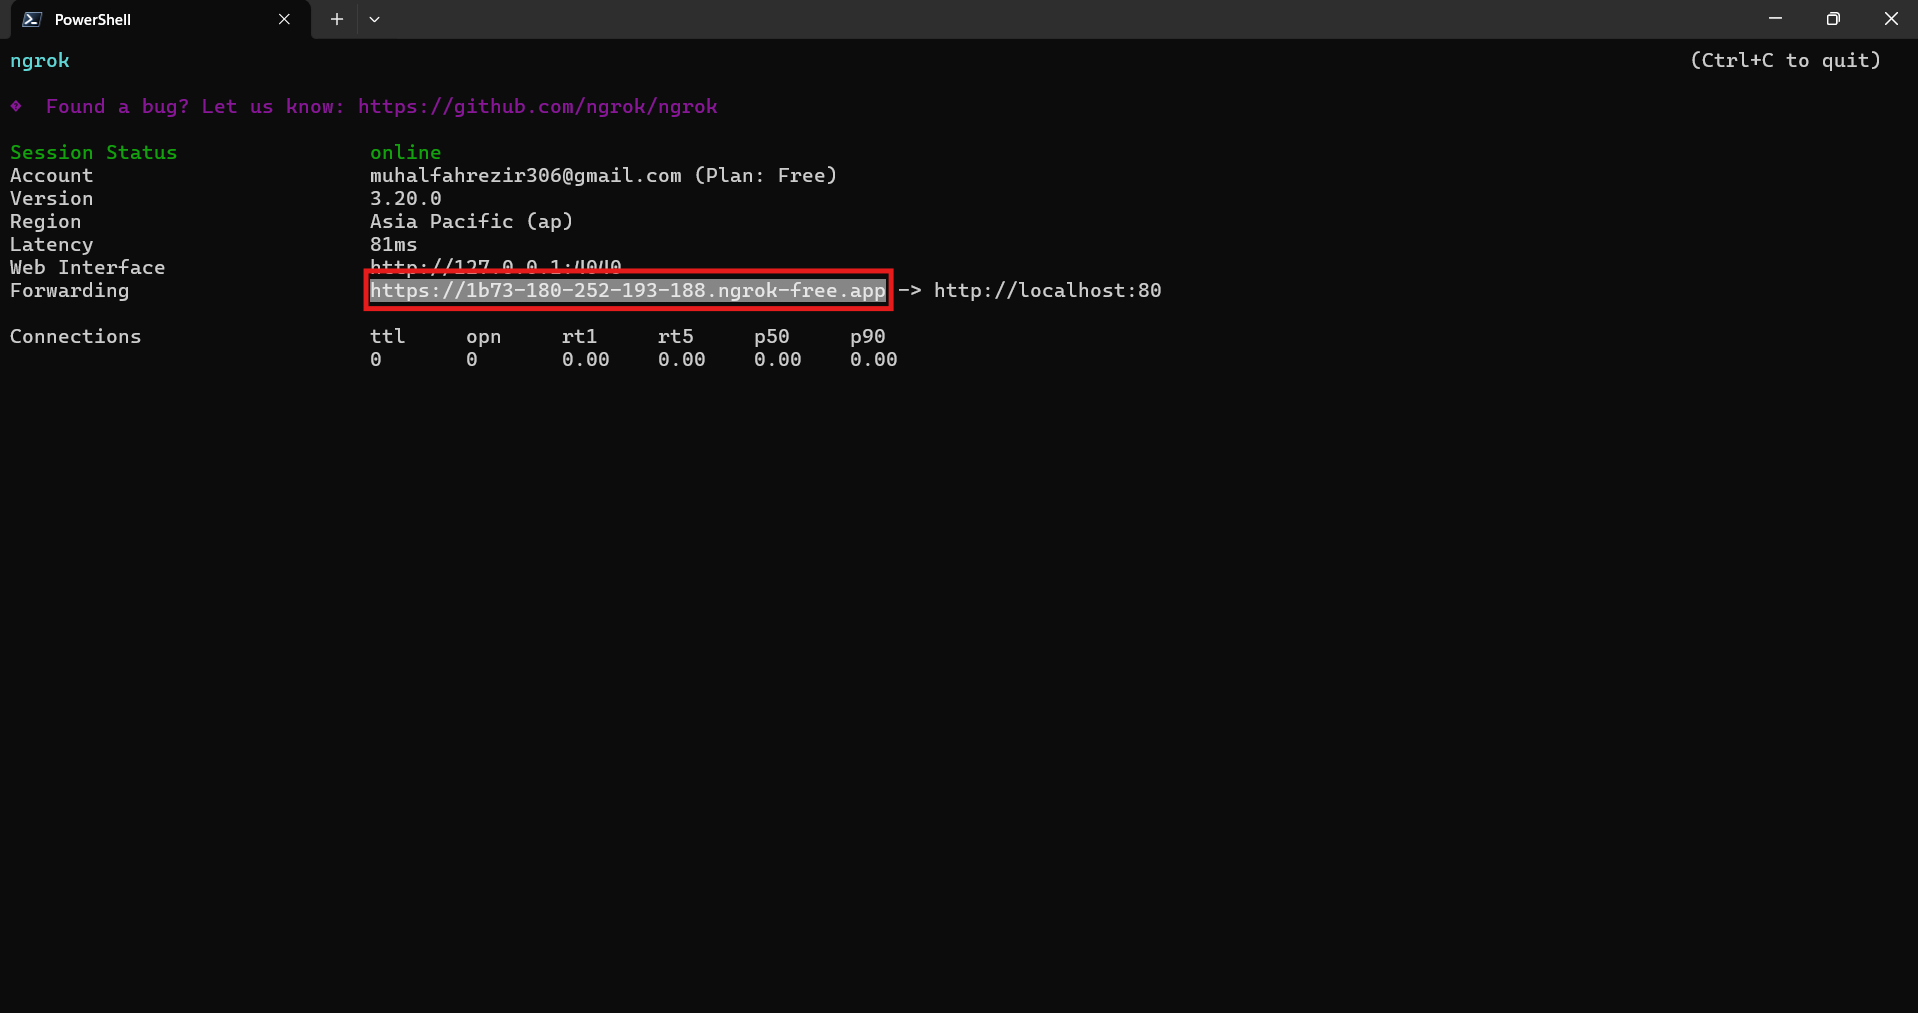 PowerShell
ngrok (Ctrl+C to quit)
Found a bug? Let us know: https://github.com/ngrok/ngrok
Session Status online
Account muhalfahrezir306@gmail.com (Plan: Free)
Version 3.20.0
Region Asia Pacific (ap)
Latency 81ms
Web Interface http://127.0.0.1:4040
Forwarding https://1b73-180-252-193-188.ngrok-free.app -> http://localhost:80
Connections ttl opn rt1 rt5 p50 p90
0 0 0.00 0.00 0.00 0.00